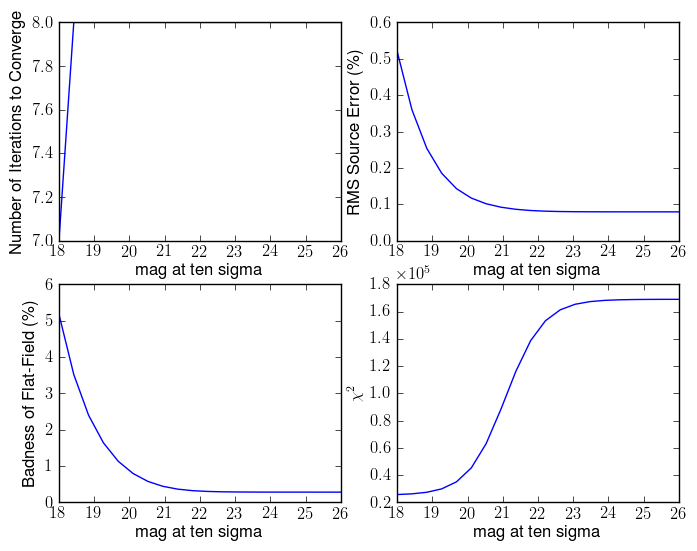 Number of Iterations to Converge
8.0
7.8
7.6
7.4
7.2
7.0
18 19 20 21 22 23 24 25 26
mag at ten sigma
RMS Source Error (%)
0.6
0.5
0.4
0.3
0.2
0.1
0.0
18 19 20 21 22 23 24 25 26
mag at ten sigma
Badness of Flat-Field (%)
6
5
4
3
2
1
0
18 19 20 21 22 23 24 25 26
mag at ten sigma
×10⁵
χ²
1.8
1.6
1.4
1.2
1.0
0.8
0.6
0.4
0.2
18 19 20 21 22 23 24 25 26
mag at ten sigma